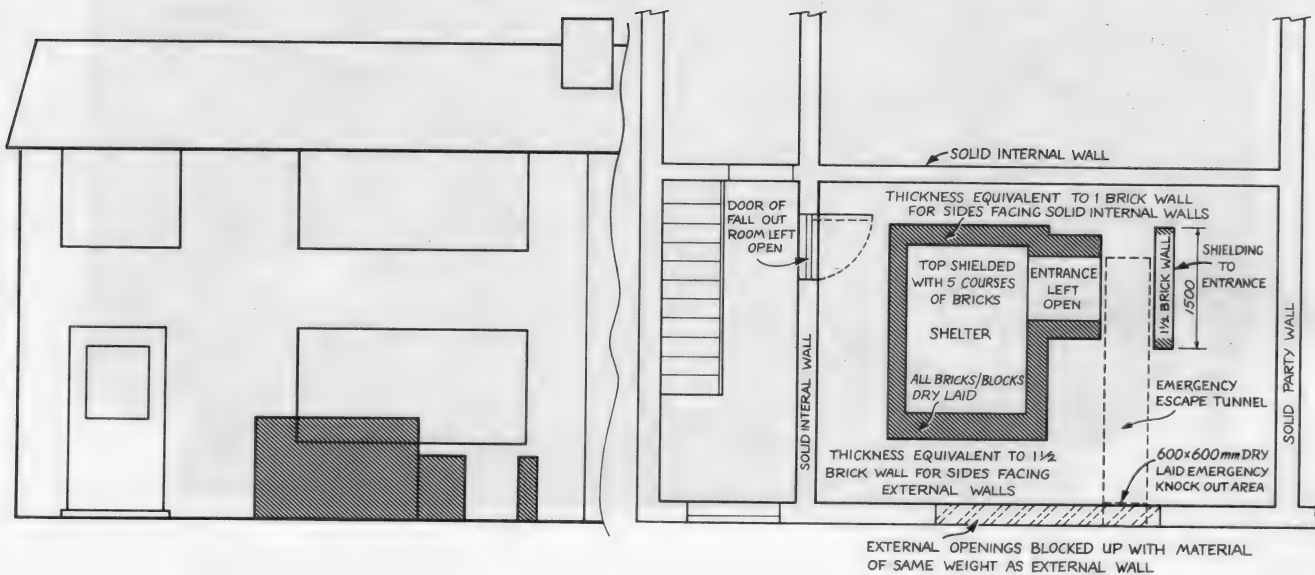 SOLID INTERNAL WALL
THICKNESS EQUIVALENT TO 1 BRICK WALL
FOR SIDES FACING SOLID INTERNAL WALLS
DOOR OF
FALL OUT
ROOM LEFT
OPEN
TOP SHIELDED
WITH 5 COURSES
OF BRICKS
SHELTER
ENTRANCE
LEFT
OPEN
1½ BRICK WALL
1500
SHIELDING
TO
ENTRANCE
SOLID INTERAL WALL
ALL BRICKS/BLOCKS
DRY LAID
SOLID PARTY WALL
EMERGENCY
ESCAPE TUNNEL
THICKNESS EQUIVALENT TO 1½
BRICK WALL FOR SIDES FACING
EXTERNAL WALLS
600x600mm DRY
LAID EMERGENCY
KNOCK OUT AREA
EXTERNAL OPENINGS BLOCKED UP WITH MATERIAL
OF SAME WEIGHT AS EXTERNAL WALL